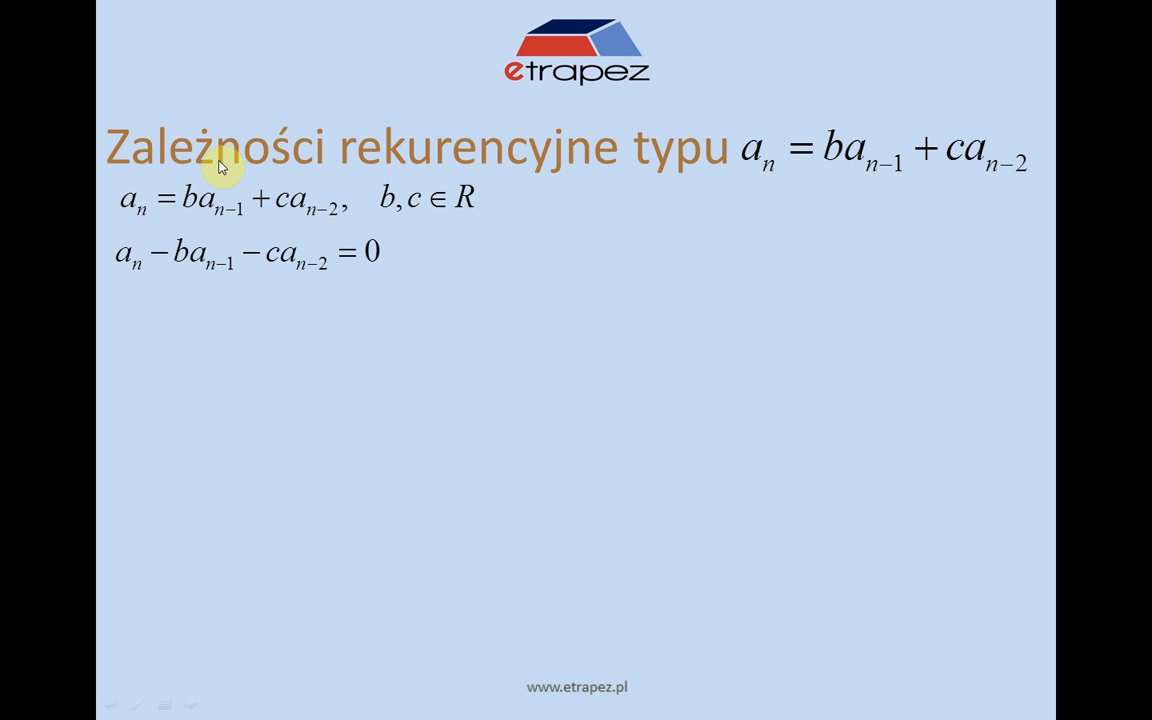 etrapez
Zależności rekurencyjne typu aₙ = baₙ₋₁ + caₙ₋₂
aₙ = baₙ₋₁ + caₙ₋₂, b, c ∈ R
aₙ − baₙ₋₁ − caₙ₋₂ = 0
www.etrapez.pl